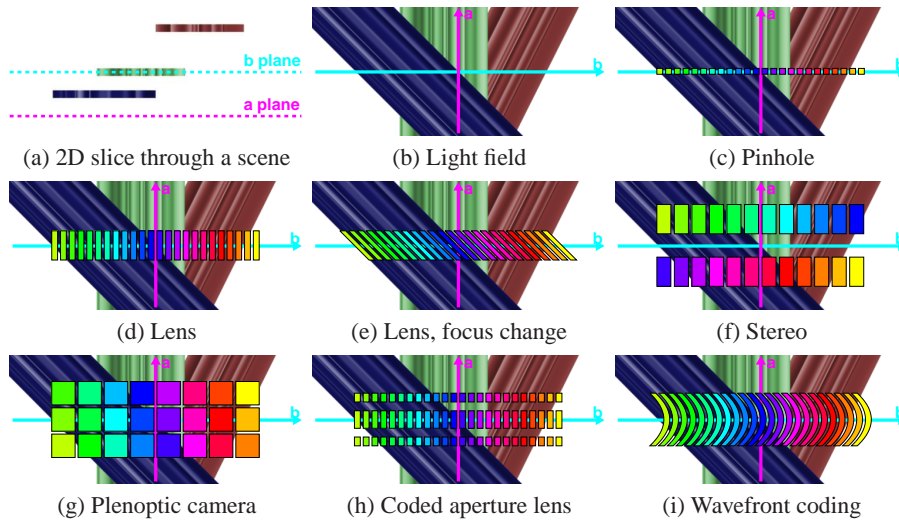 b plane
a plane
(a) 2D slice through a scene
a
b
(b) Light field
a
b
(c) Pinhole
a
b
(d) Lens
a
b
(e) Lens, focus change
a
b
(f) Stereo
a
b
(g) Plenoptic camera
a
b
(h) Coded aperture lens
a
b
(i) Wavefront coding